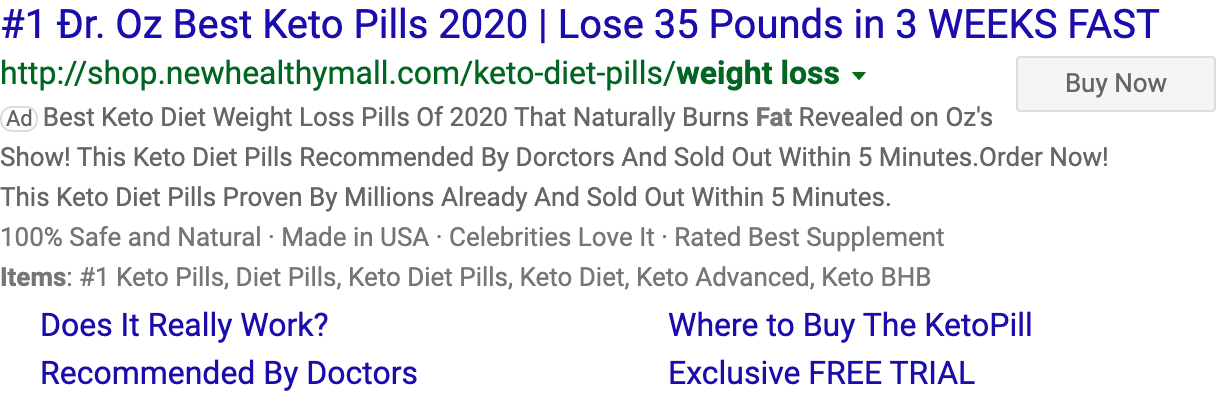 #1 Ðr. Oz Best Keto Pills 2020 | Lose 35 Pounds in 3 WEEKS FAST
http://shop.newhealthymall.com/keto-diet-pills/weight loss
Buy Now
Ad Best Keto Diet Weight Loss Pills Of 2020 That Naturally Burns Fat Revealed on Oz's
Show! This Keto Diet Pills Recommended By Dorctors And Sold Out Within 5 Minutes.Order Now!
This Keto Diet Pills Proven By Millions Already And Sold Out Within 5 Minutes.
100% Safe and Natural · Made in USA · Celebrities Love It · Rated Best Supplement
Items: #1 Keto Pills, Diet Pills, Keto Diet Pills, Keto Diet, Keto Advanced, Keto BHB
Does It Really Work?
Where to Buy The KetoPill
Recommended By Doctors
Exclusive FREE TRIAL